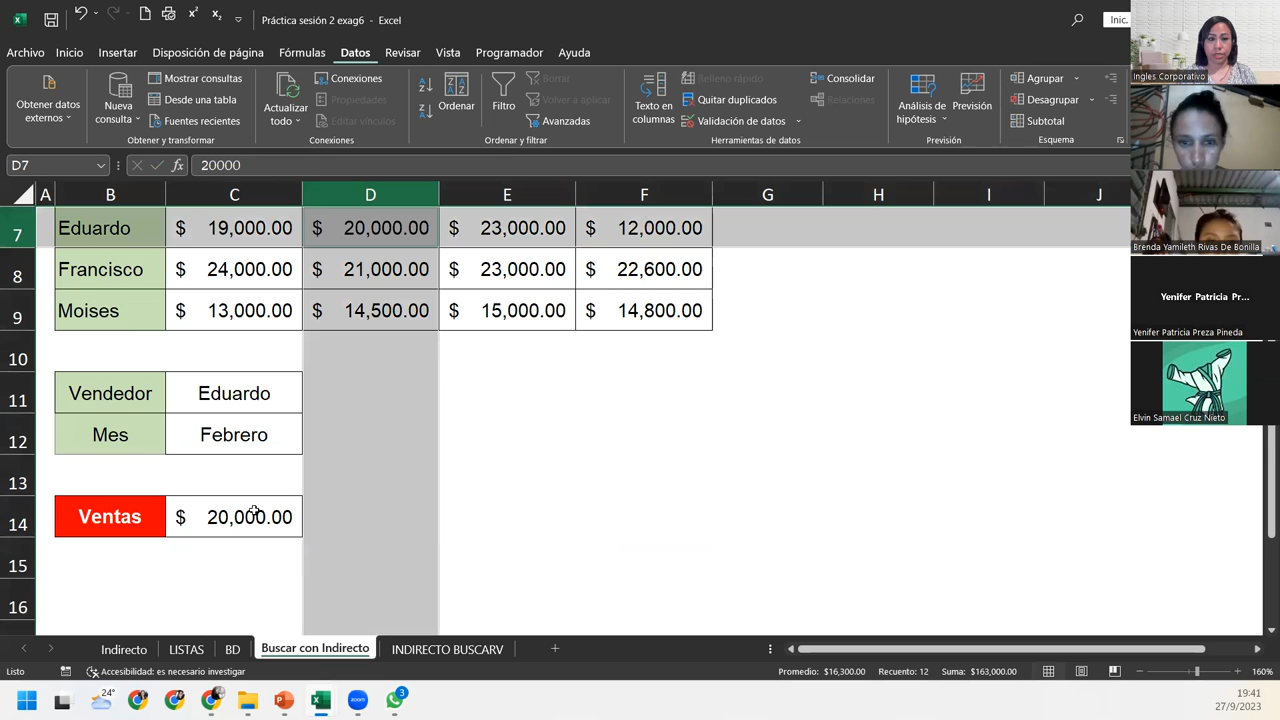 Práctica sesión 2 exag6 - Excel
Inic.
Archivo Inicio Insertar Disposición de página Fórmulas Datos Revisar Vista Programador Ayuda
Obtener datos externos
Nueva consulta
Mostrar consultas
Desde una tabla
Fuentes recientes
Obtener y transformar
Actualizar todo
Conexiones
Propiedades
Editar vínculos
Conexiones
Ordenar
Filtro
Volver a aplicar
Avanzadas
Ordenar y filtrar
Texto en columnas
Relleno rápido
Quitar duplicados
Validación de datos
Consolidar
Relaciones
Herramientas de datos
Análisis de hipótesis
Previsión
Previsión
Agrupar
Desagrupar
Subtotal
Esquema
D7
fx
20000
A B C D E F G H I J
7 Eduardo $ 19,000.00 $ 20,000.00 $ 23,000.00 $ 12,000.00
8 Francisco $ 24,000.00 $ 21,000.00 $ 23,000.00 $ 22,600.00
9 Moises $ 13,000.00 $ 14,500.00 $ 15,000.00 $ 14,800.00
10
11 Vendedor Eduardo
12 Mes Febrero
13
14 Ventas $ 20,000.00
15
16
Indirecto LISTAS BD Buscar con Indirecto INDIRECTO BUSCARV
Listo Accesibilidad: es necesario investigar Promedio: $16,300.00 Recuento: 12 Suma: $163,000.00 160%
24° zoom 3
19:41
27/9/2023
Ingles Corporativo
Brenda Yamileth Rivas De Bonilla
Yenifer Patricia Pr...
Yenifer Patricia Preza Pineda
Elvin Samael Cruz Nieto